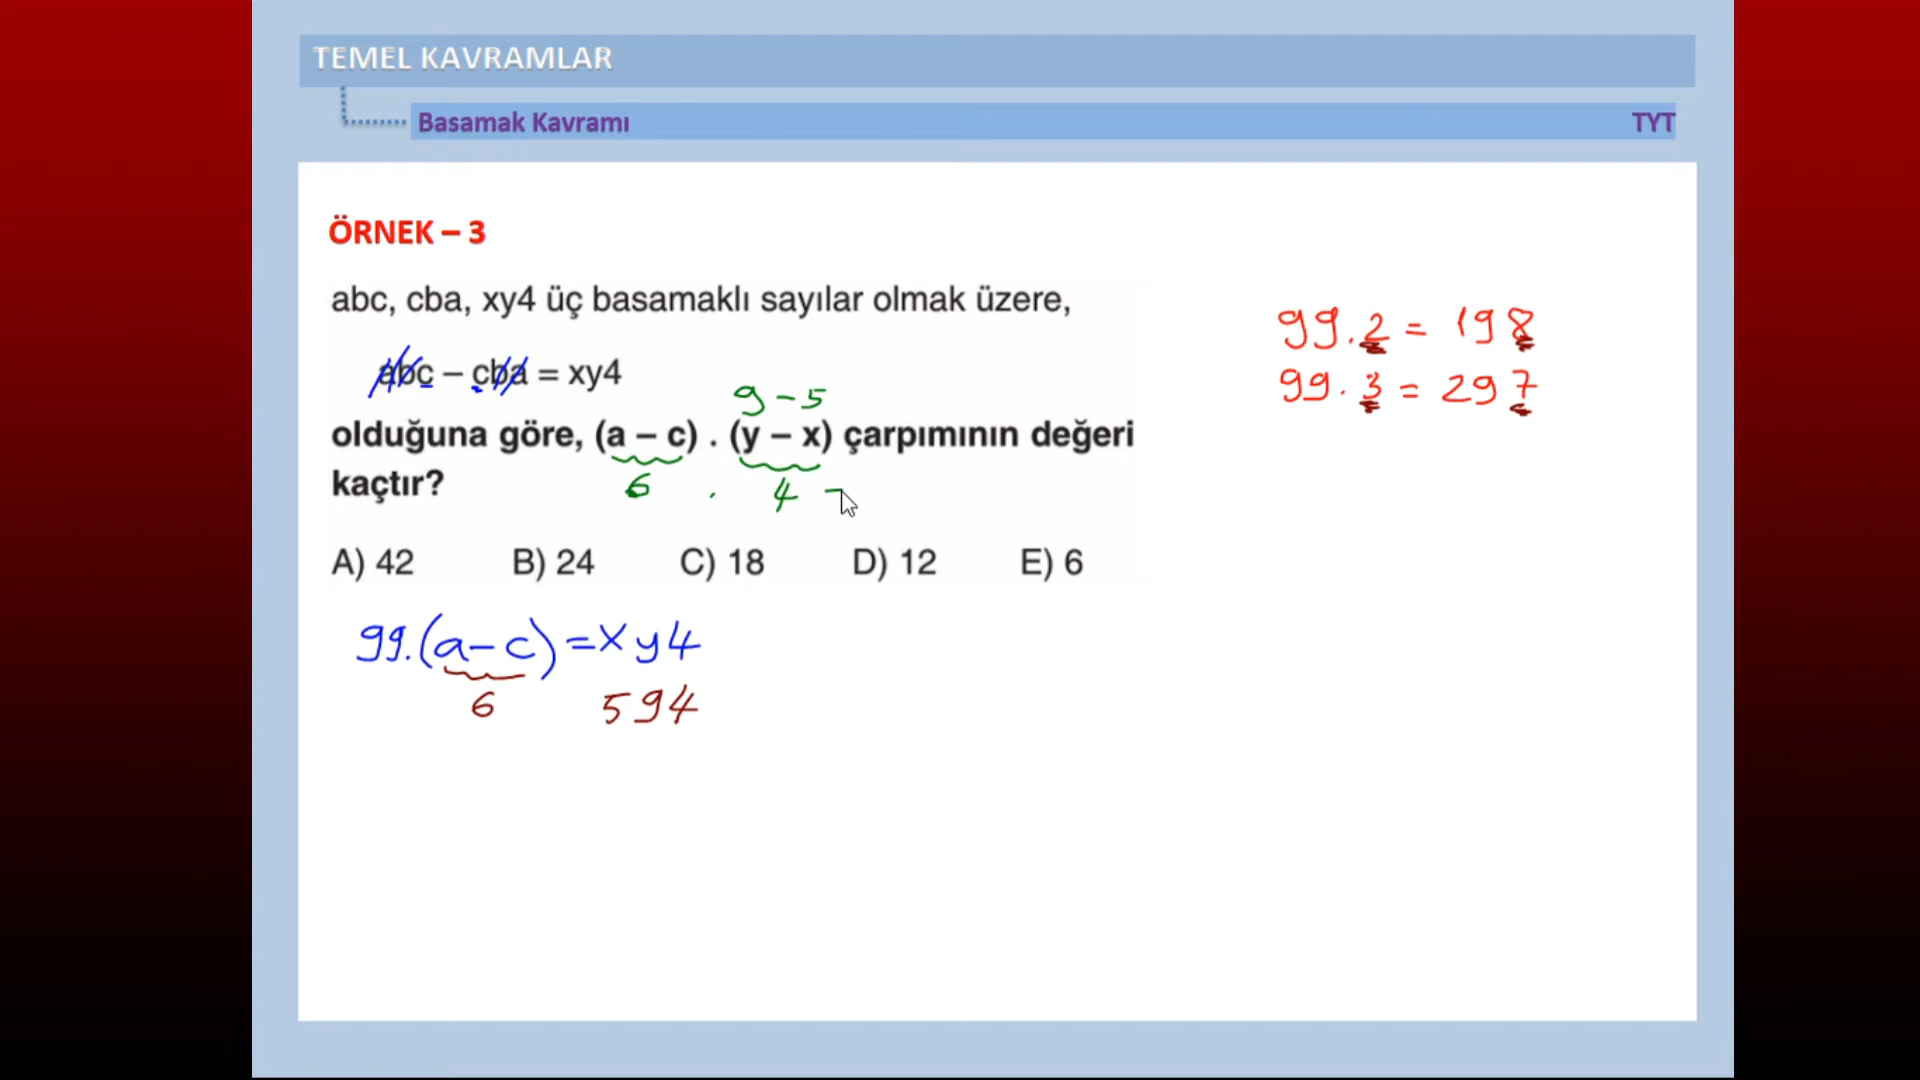 TEMEL KAVRAMLAR
Basamak Kavramı TYT
ÖRNEK – 3
abc, cba, xy4 üç basamaklı sayılar olmak üzere,
abc – cba = xy4
9 - 5
olduğuna göre, (a – c) . (y – x) çarpımının değeri
kaçtır?
6 . 4
A) 42 B) 24 C) 18 D) 12 E) 6
99.(a-c)=xy4
6 594
99.2 = 198
99.3 = 297